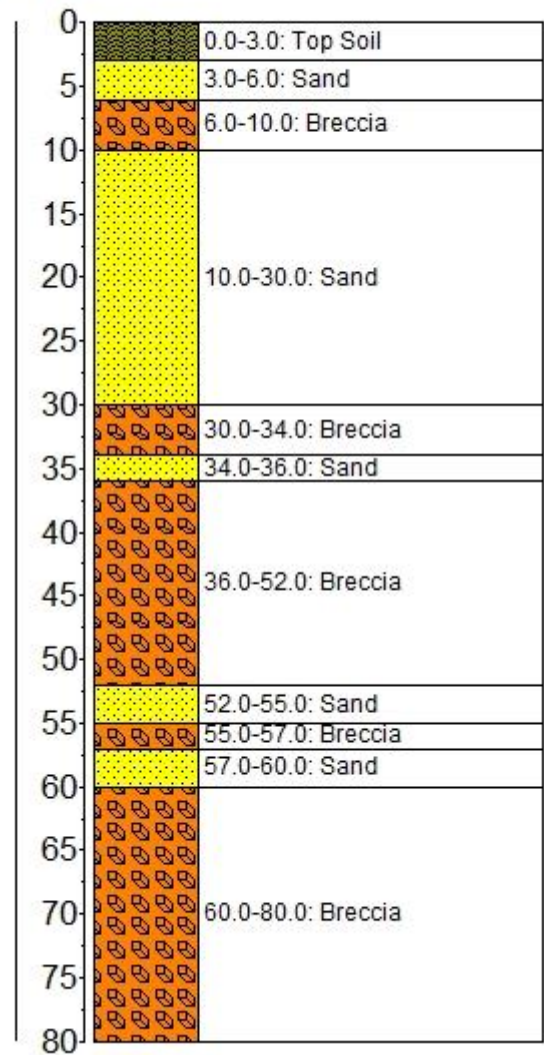 0
0.0-3.0: Top Soil
3.0-6.0: Sand
5
6.0-10.0: Breccia
10
15
10.0-30.0: Sand
20
25
30
30.0-34.0: Breccia
34.0-36.0: Sand
35
40
36.0-52.0: Breccia
45
50
52.0-55.0: Sand
55
55.0-57.0: Breccia
57.0-60.0: Sand
60
65
60.0-80.0: Breccia
70
75
80